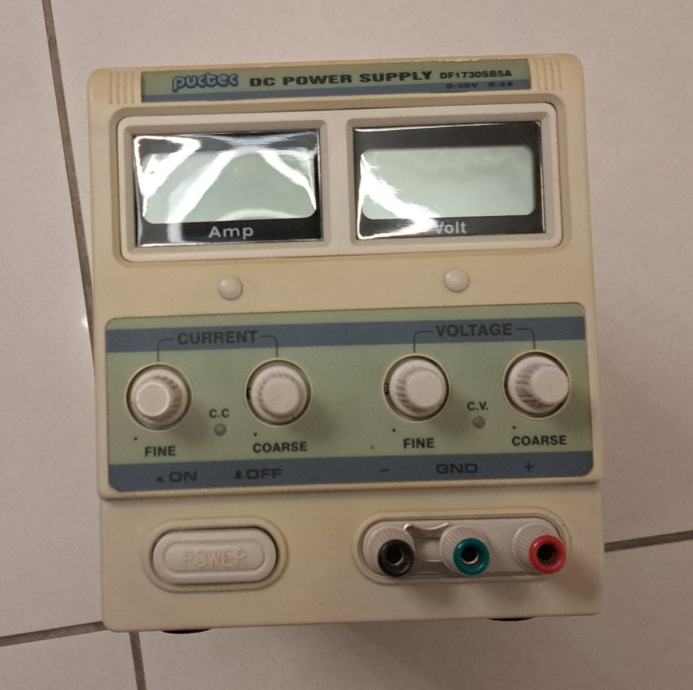 puctec DC POWER SUPPLY DF1730SB5A
0-30V 0-5A
Amp Volt
CURRENT VOLTAGE
C.C C.V.
FINE COARSE FINE COARSE
ON OFF - GND +
POWER